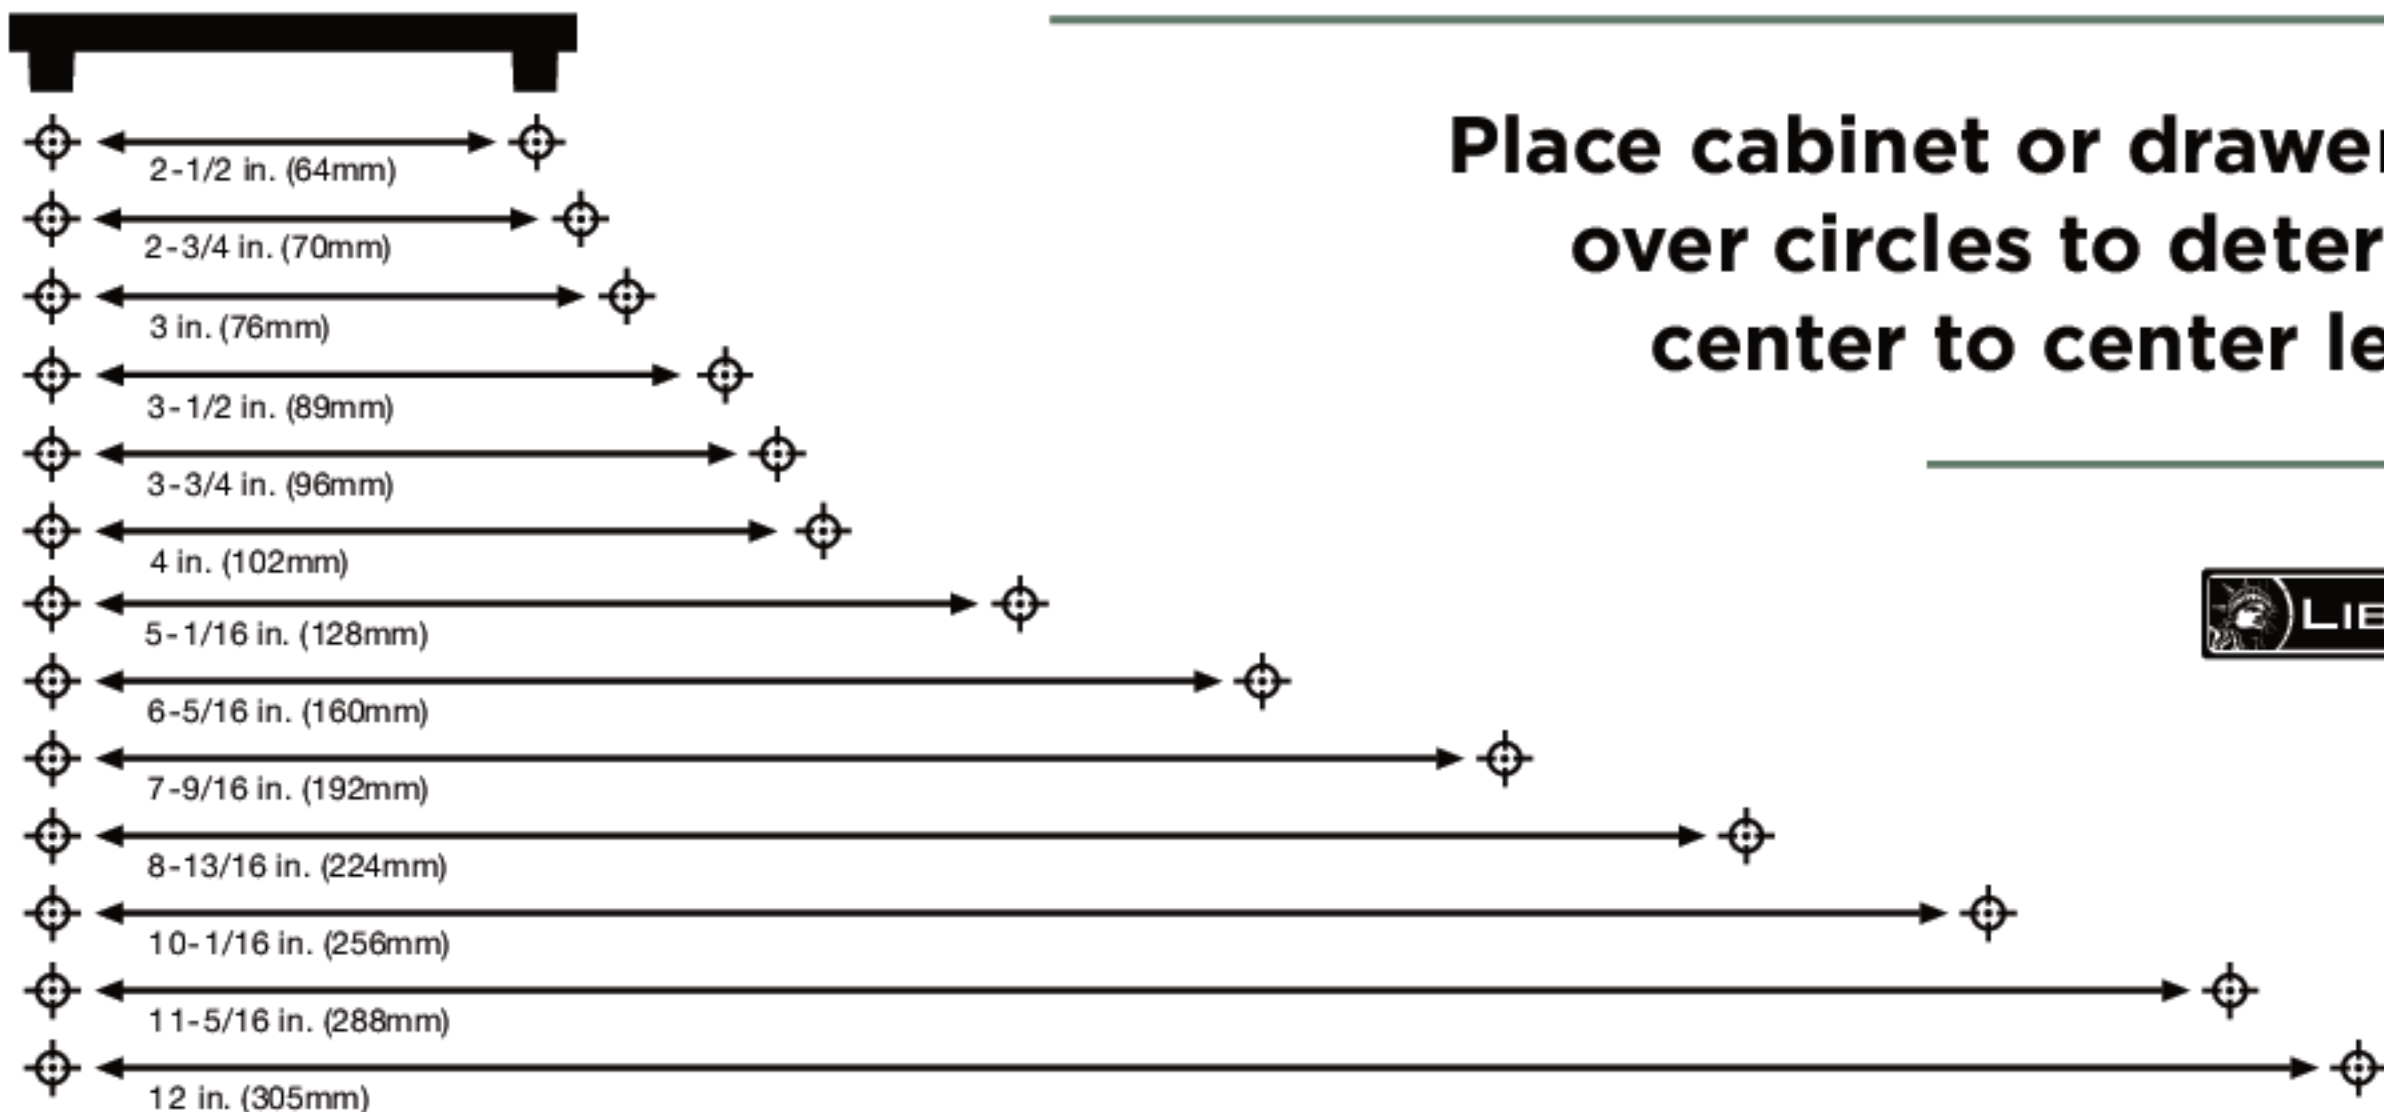 Place cabinet or drawer
over circles to deter
center to center le
2-1/2 in. (64mm)
2-3/4 in. (70mm)
3 in. (76mm)
3-1/2 in. (89mm)
3-3/4 in. (96mm)
4 in. (102mm)
5-1/16 in. (128mm)
6-5/16 in. (160mm)
7-9/16 in. (192mm)
8-13/16 in. (224mm)
10-1/16 in. (256mm)
11-5/16 in. (288mm)
12 in. (305mm)
LIB